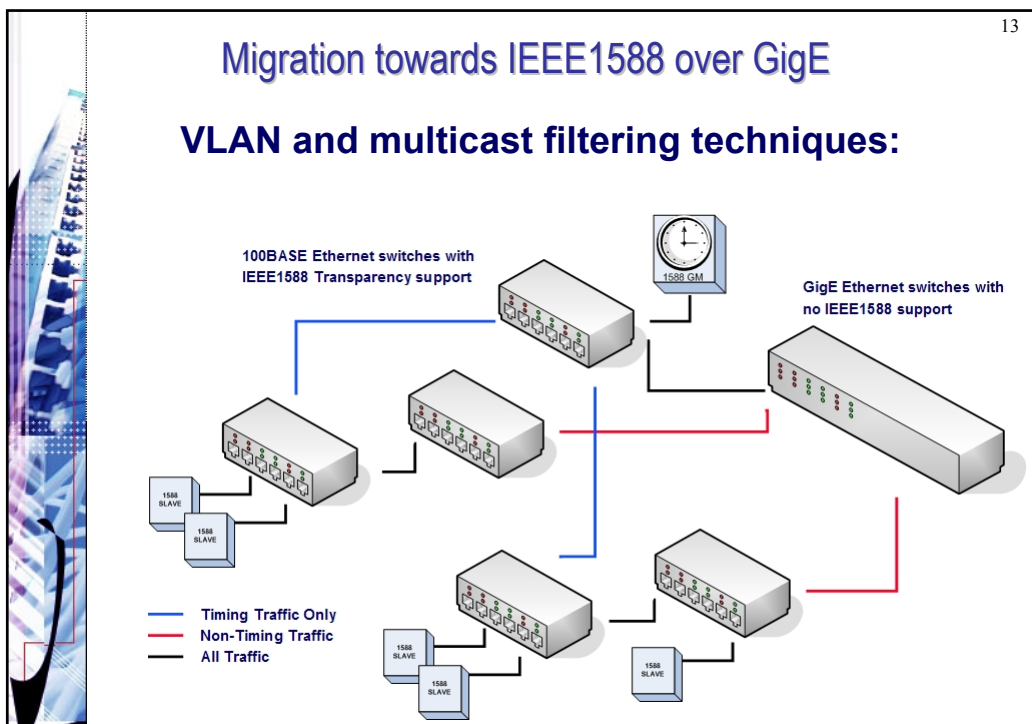 13
Migration towards IEEE1588 over GigE
VLAN and multicast filtering techniques:
100BASE Ethernet switches with
IEEE1588 Transparency support
1588 GM
GigE Ethernet switches with
no IEEE1588 support
1588
SLAVE
1588
SLAVE
1588
SLAVE
1588
SLAVE
1588
SLAVE
Timing Traffic Only
Non-Timing Traffic
All Traffic